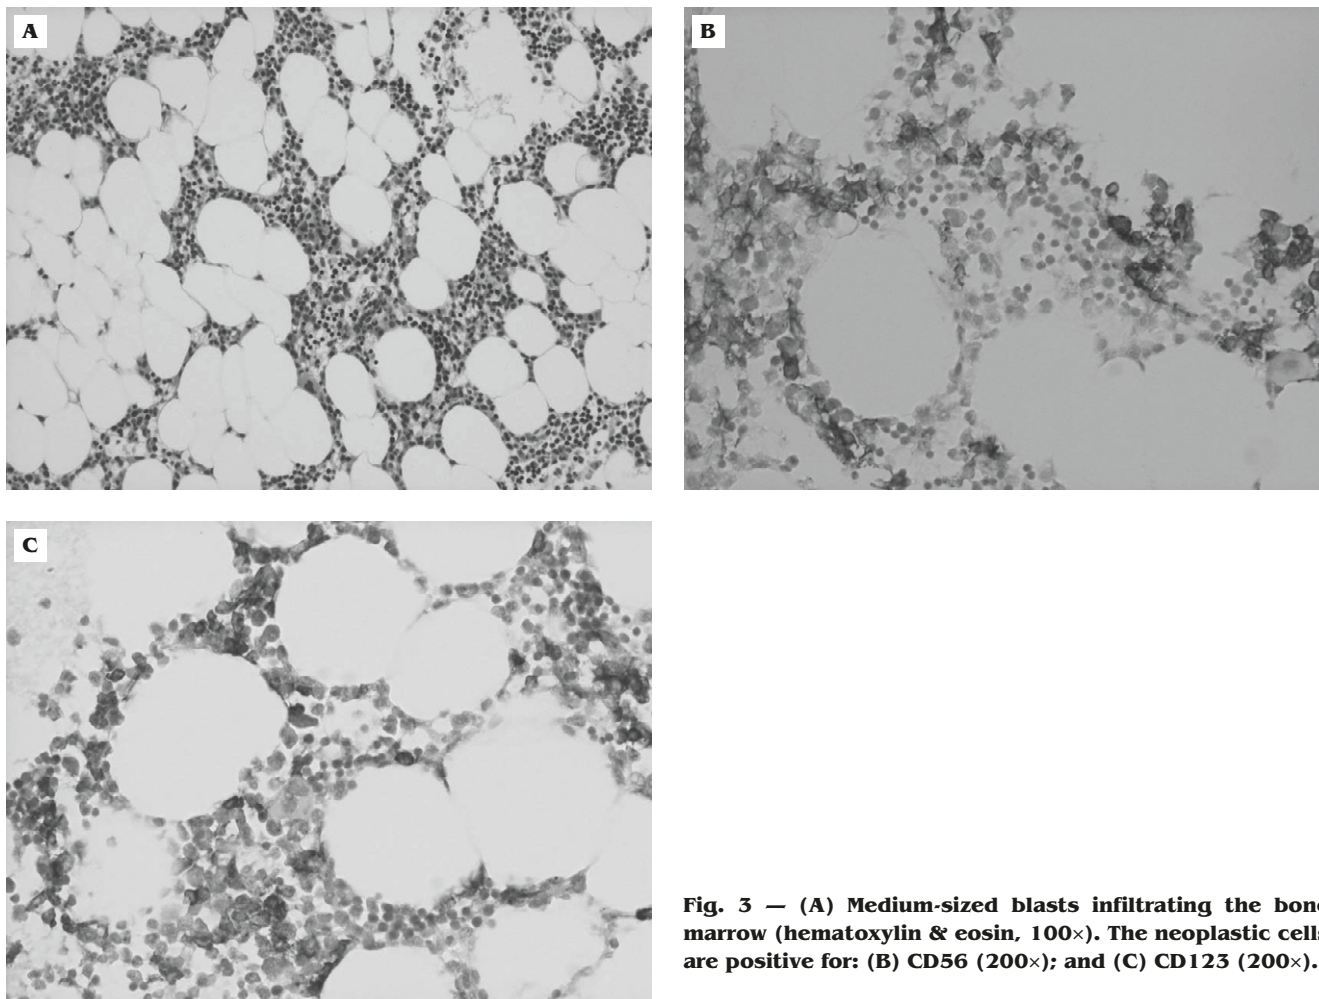 A
B
C
Fig. 3 — (A) Medium-sized blasts infiltrating the bone
marrow (hematoxylin & eosin, 100×). The neoplastic cells
are positive for: (B) CD56 (200×); and (C) CD123 (200×).